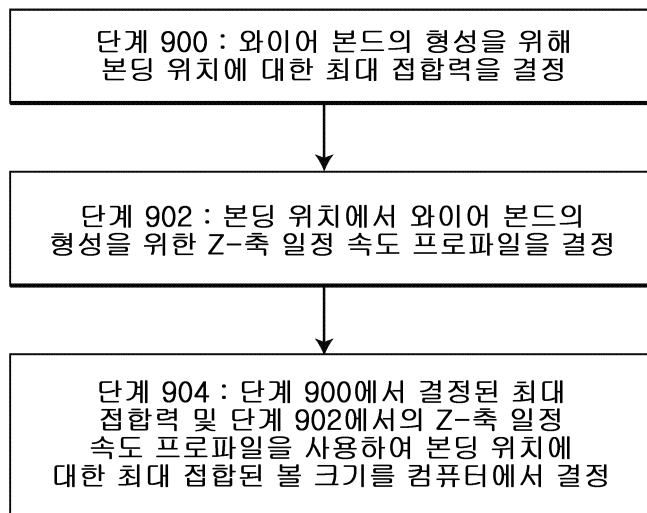 단계 900 : 와이어 본드의 형성을 위해
본딩 위치에 대한 최대 접합력을 결정
단계 902 : 본딩 위치에서 와이어 본드의
형성을 위한 Z-축 일정 속도 프로파일을 결정
단계 904 : 단계 900에서 결정된 최대
접합력 및 단계 902에서의 Z-축 일정
속도 프로파일을 사용하여 본딩 위치에
대한 최대 접합된 볼 크기를 컴퓨터에서 결정